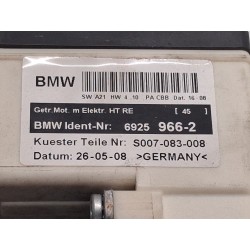 BMW
SW A21 HW 4.10 PA CBB Dat. 16 08
Getr.Mot. m Elektr. HT RE [ 45 ]
BMW Ident-Nr: 6925 966-2
Kuester Teile Nr: S007-083-008
Datum: 26-05-08 >GERMANY<